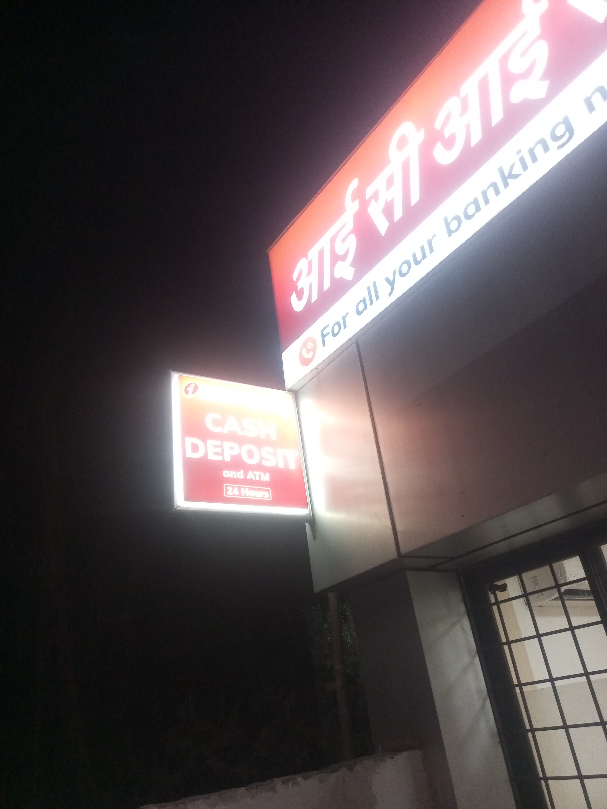 आई सी आई
For all your banking
CASH
DEPOSIT
and ATM
24 Hours